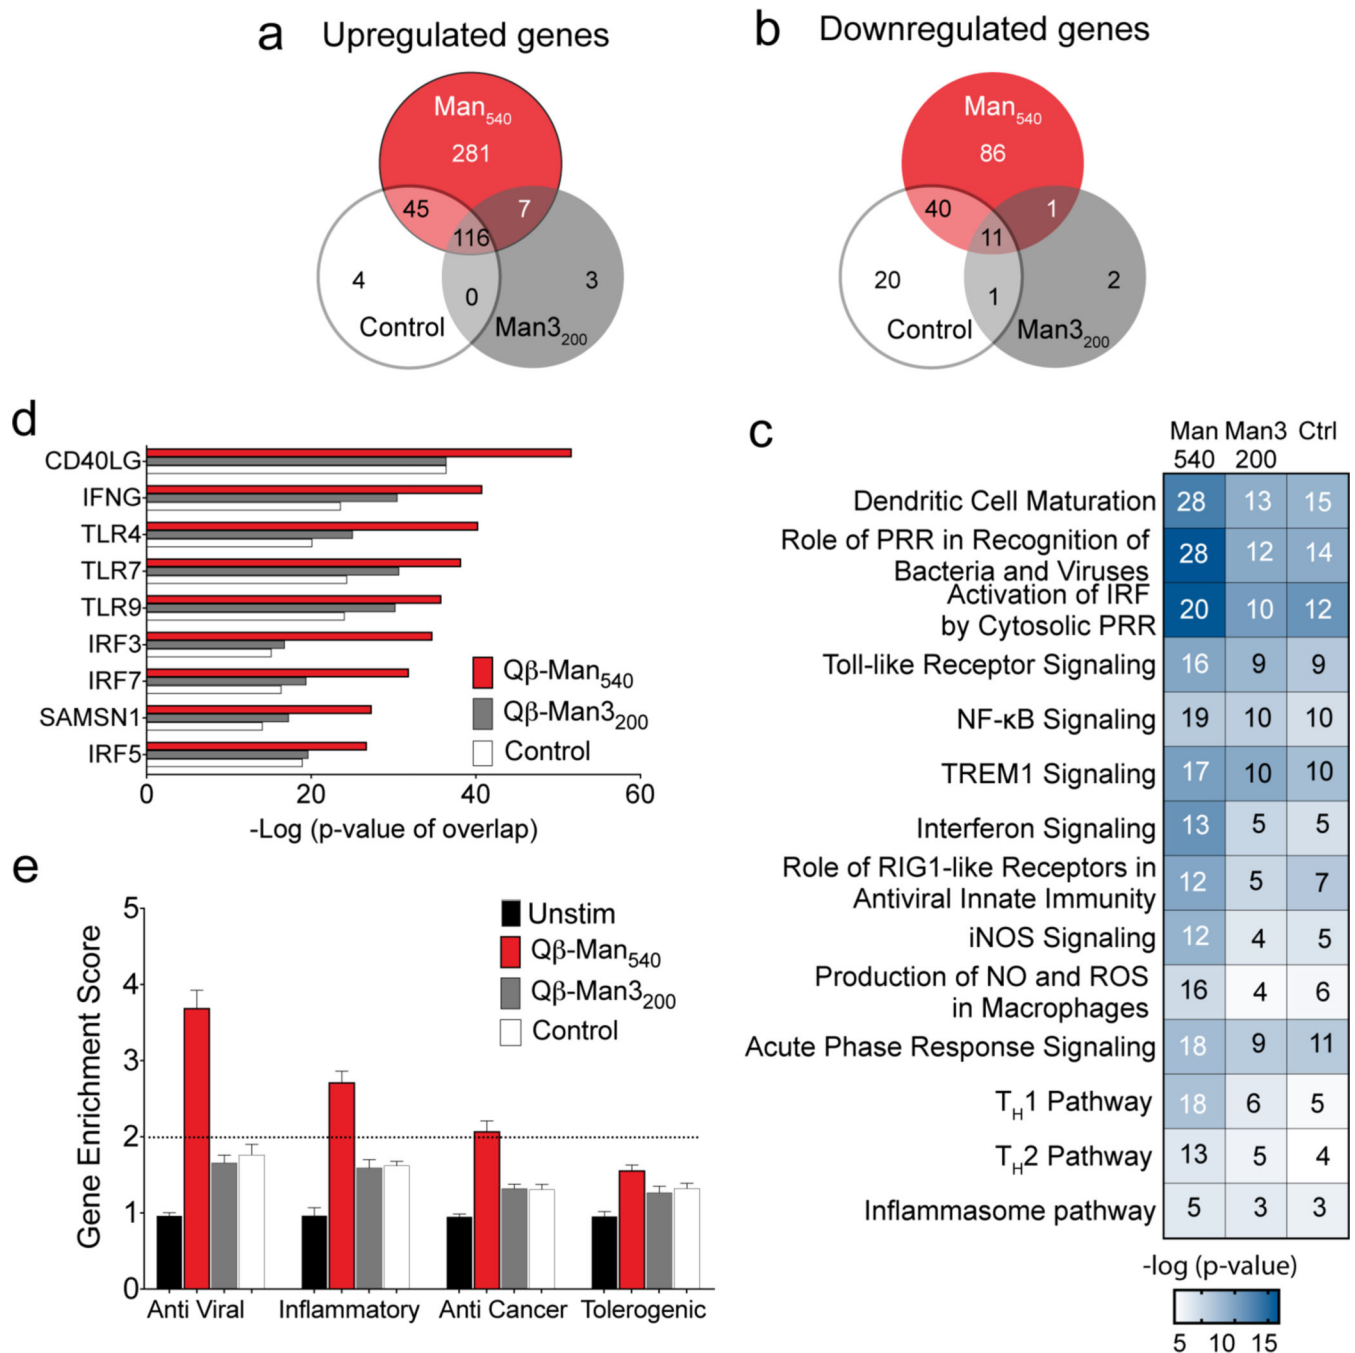 a Upregulated genes
Man540
281
45
7
116
4
0
3
Control
Man3200
b Downregulated genes
Man540
86
40
1
11
20
1
2
Control
Man3200
d
CD40LG
IFNG
TLR4
TLR7
TLR9
IRF3
IRF7
SAMSN1
IRF5
Qβ-Man540
Qβ-Man3200
Control
0 20 40 60
-Log (p-value of overlap)
c
Man Man3 Ctrl
540 200
Dendritic Cell Maturation 28 13 15
Role of PRR in Recognition of
Bacteria and Viruses 28 12 14
Activation of IRF
by Cytosolic PRR 20 10 12
Toll-like Receptor Signaling 16 9 9
NF-κB Signaling 19 10 10
TREM1 Signaling 17 10 10
Interferon Signaling 13 5 5
Role of RIG1-like Receptors in
Antiviral Innate Immunity 12 5 7
iNOS Signaling 12 4 5
Production of NO and ROS
in Macrophages 16 4 6
Acute Phase Response Signaling 18 9 11
TH1 Pathway 18 6 5
TH2 Pathway 13 5 4
Inflammasome pathway 5 3 3
-log (p-value)
5 10 15
e
Gene Enrichment Score
5
4
3
2
1
0
Unstim
Qβ-Man540
Qβ-Man3200
Control
Anti Viral Inflammatory Anti Cancer Tolerogenic